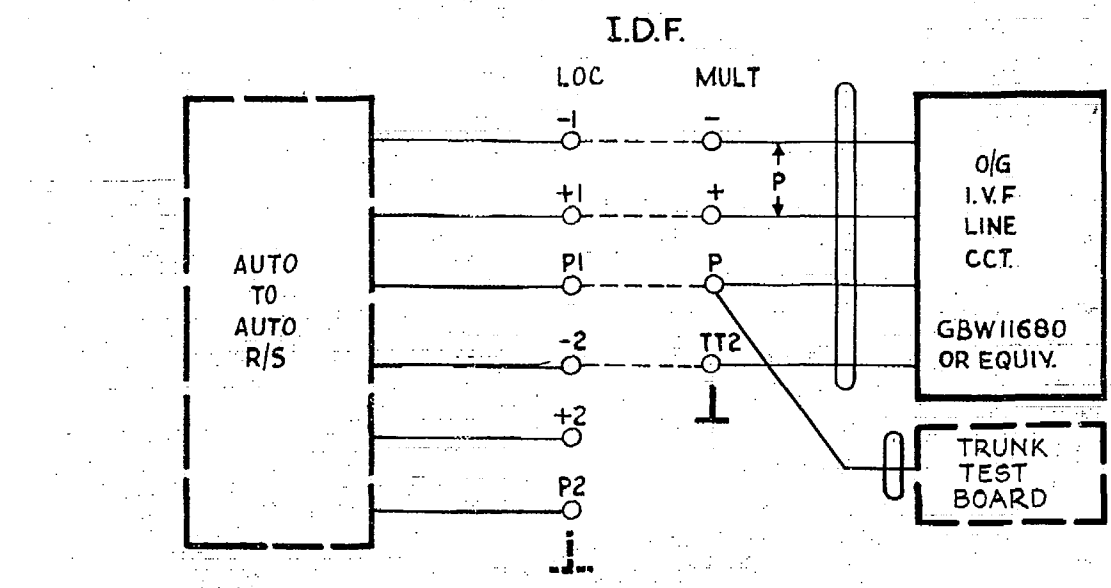 I.D.F.
LOC MULT
-1 -
+1 +
P
P1 P
-2 TT2
+2
P2
AUTO
TO
AUTO
R/S
O/G
I.V.F
LINE
CCT.
GBW11680
OR EQUIV.
TRUNK
TEST
BOARD